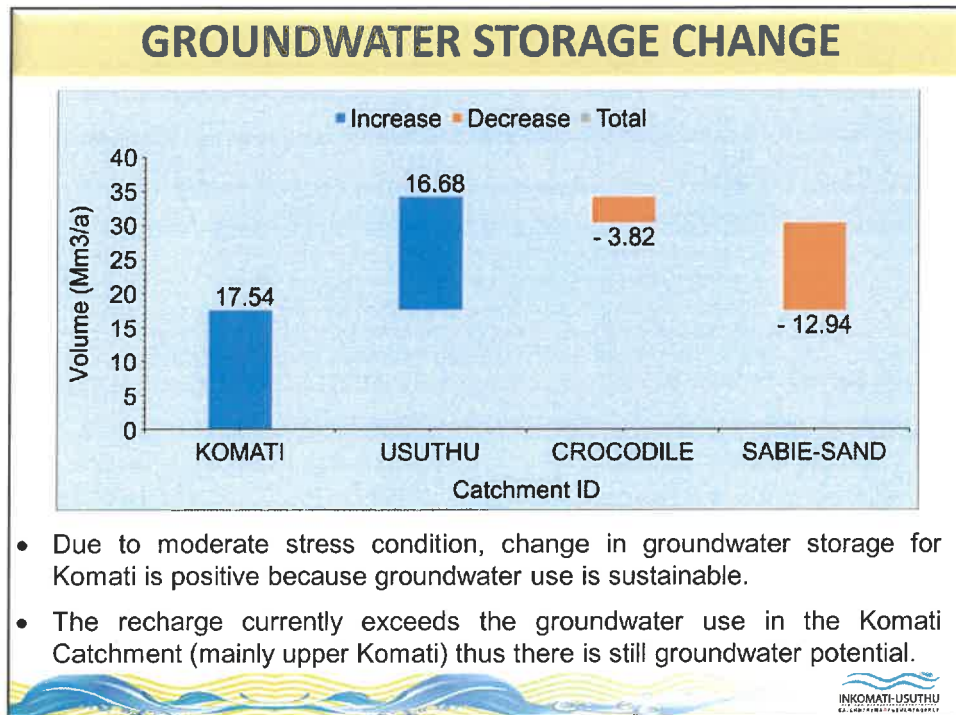 GROUNDWATER STORAGE CHANGE
Increase Decrease Total
Volume (Mm3/a)
40
35
30
25
20
15
10
5
0
17.54
16.68
- 3.82
- 12.94
KOMATI USUTHU CROCODILE SABIE-SAND
Catchment ID
• Due to moderate stress condition, change in groundwater storage for
Komati is positive because groundwater use is sustainable.
• The recharge currently exceeds the groundwater use in the Komati
Catchment (mainly upper Komati) thus there is still groundwater potential.
INKOMATI-USUTHU